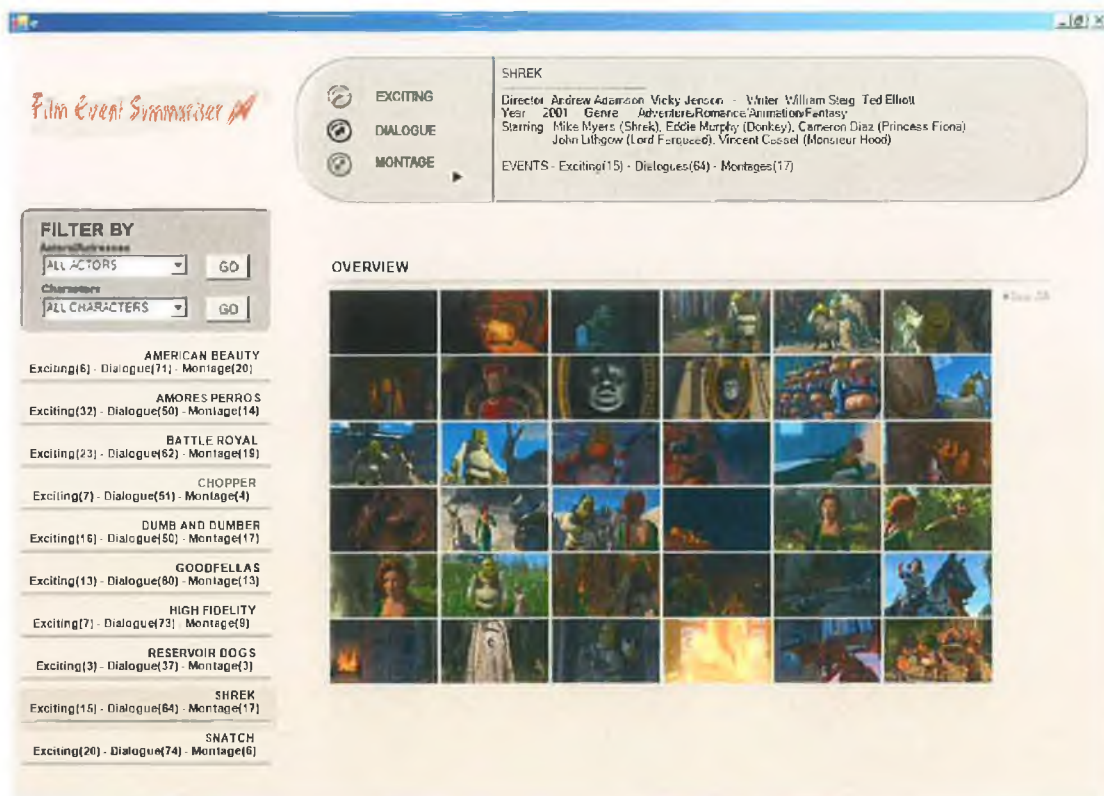 Film Event Summariser
EXCITING
DIALOGUE
MONTAGE
SHREK
Director Andrew Adamson Vicky Jenson - Writer William Steig Ted Elliott
Year 2001 Genre Adventure/Romance/Animation/Fantasy
Starring Mike Myers (Shrek), Eddie Murphy (Donkey), Cameron Diaz (Princess Fiona)
John Lithgow (Lord Farquaad), Vincent Cassel (Monsieur Hood)
EVENTS - Exciting(15) - Dialogues(64) - Montages(17)
FILTER BY
Actors/Actresses
ALL ACTORS GO
Characters
ALL CHARACTERS GO
AMERICAN BEAUTY
Exciting(6) - Dialogue(71) - Montage(20)
AMORES PERROS
Exciting(32) - Dialogue(50) - Montage(14)
BATTLE ROYAL
Exciting(23) - Dialogue(62) - Montage(19)
CHOPPER
Exciting(7) - Dialogue(51) - Montage(4)
DUMB AND DUMBER
Exciting(16) - Dialogue(50) - Montage(17)
GOODFELLAS
Exciting(13) - Dialogue(60) - Montage(13)
HIGH FIDELITY
Exciting(7) - Dialogue(73) - Montage(9)
RESERVOIR DOGS
Exciting(3) - Dialogue(37) - Montage(3)
SHREK
Exciting(15) - Dialogue(64) - Montage(17)
SNATCH
Exciting(20) - Dialogue(74) - Montage(6)
OVERVIEW